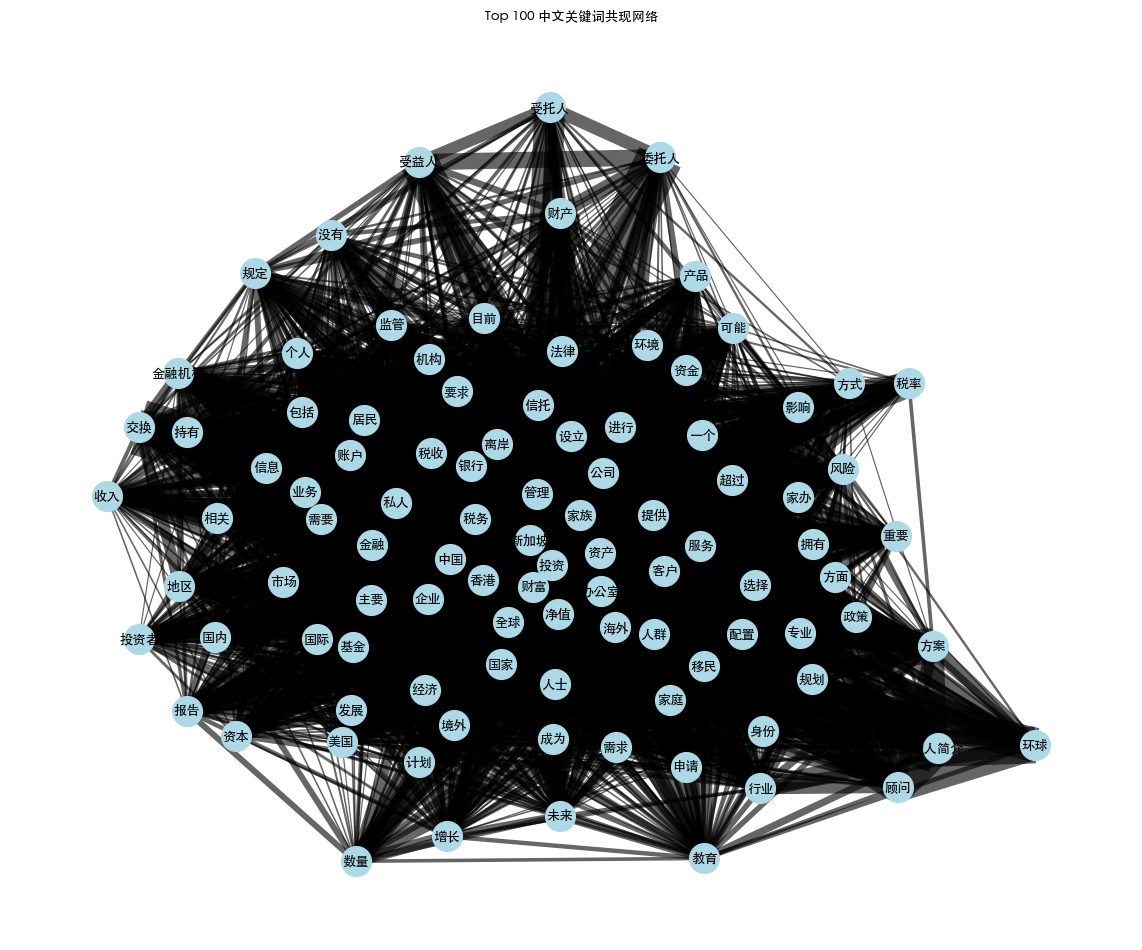 Top 100 中文关键词共现网络
受托人
委托人
受益人
财产
没有
规定
产品
目前
监管
可能
环境
法律
个人
机构
资金
金融机构
方式
税率
要求
信托
影响
包括
居民
交换
持有
进行
设立
一个
离岸
税收
账户
银行
信息
风险
公司
超过
业务
收入
管理
家办
私人
家族
提供
相关
需要
税务
重要
新加坡
拥有
金融
服务
资产
中国
投资
客户
方面
香港
市场
地区
选择
财富
办公室
主要
企业
净值
政策
全球
海外
人群
配置
专业
投资者
国内
国际
基金
方案
国家
移民
规划
人士
经济
家庭
报告
发展
境外
身份
资本
美国
成为
需求
环球
人简介
计划
申请
顾问
行业
未来
增长
教育
数量